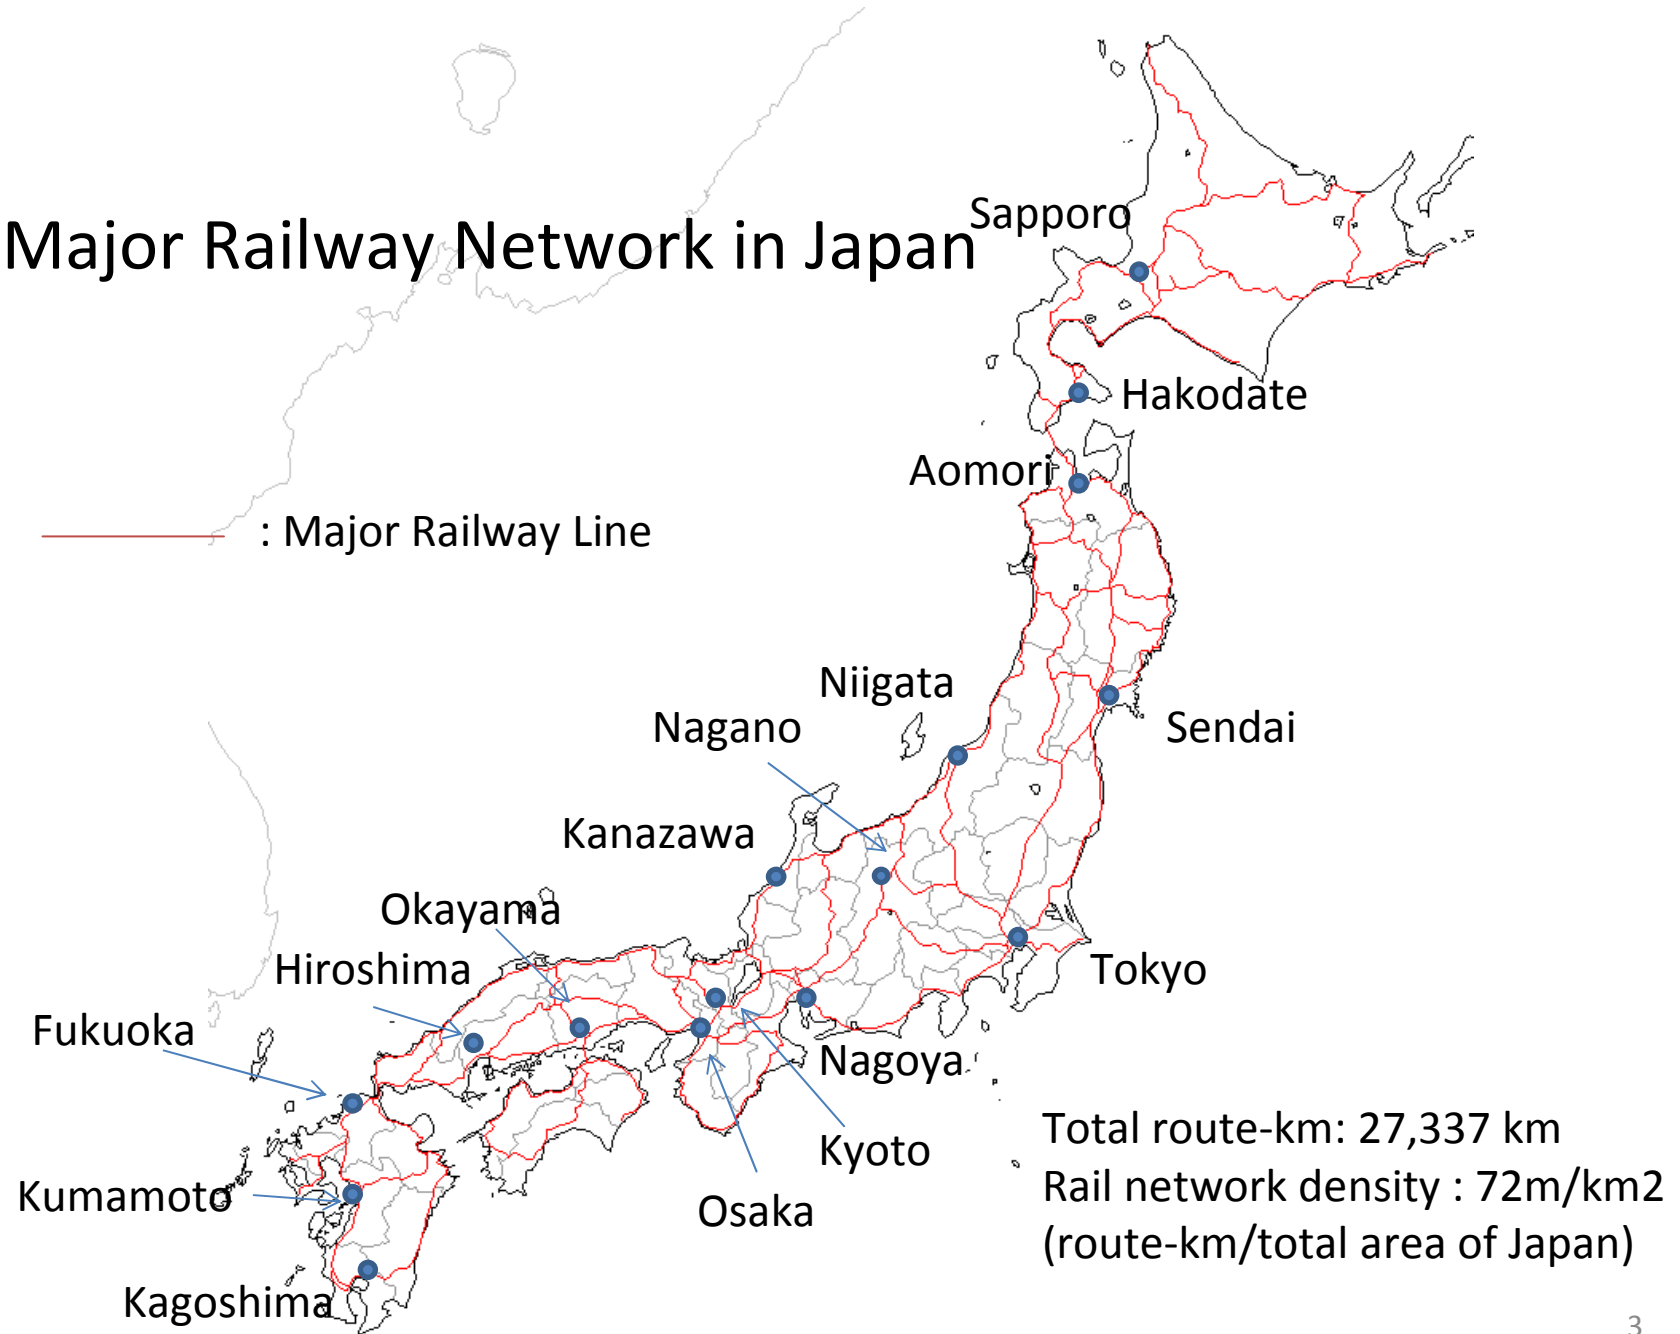 Major Railway Network in Japan
: Major Railway Line
Sapporo
Hakodate
Aomori
Niigata
Nagano
Sendai
Kanazawa
Okayama
Hiroshima
Tokyo
Fukuoka
Nagoya
Kyoto
Kumamoto
Osaka
Kagoshima
Total route-km: 27,337 km
Rail network density : 72m/km2
(route-km/total area of Japan)
3